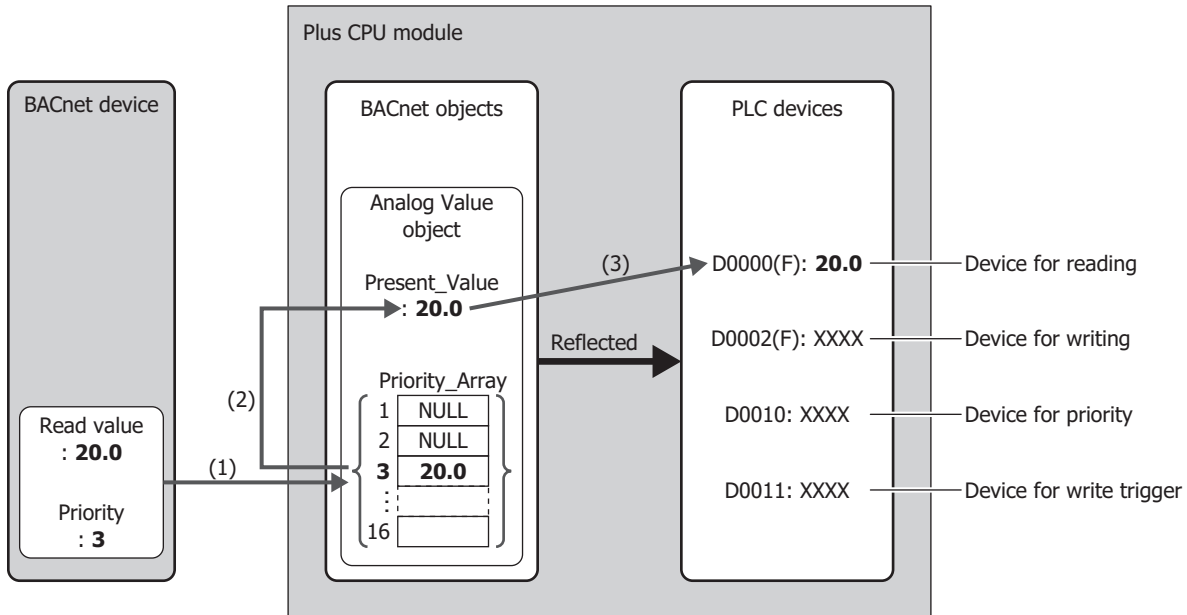 Plus CPU module
BACnet device
BACnet objects
PLC devices
Analog Value
object
(3)
D0000(F): 20.0
Device for reading
Present_Value
: 20.0
Reflected
D0002(F): XXXX
Device for writing
(2)
Priority_Array
1 NULL
2 NULL
3 20.0
:
16
D0010: XXXX
Device for priority
Read value
: 20.0
(1)
Priority
: 3
D0011: XXXX
Device for write trigger